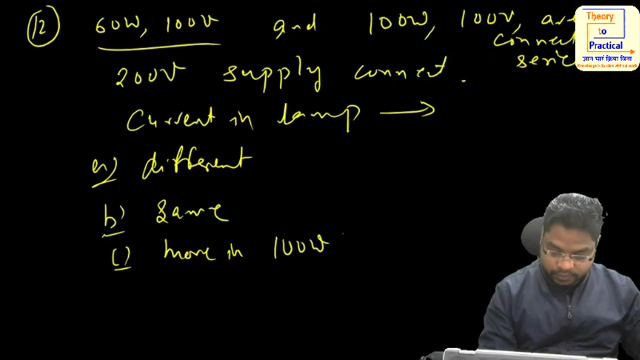 12) 60W, 100V and 100W, 100V, are
connect
series
200V supply connect.
Current in lamp →
a) different
b) same
c) more in 100W
Theory
to
Practical
ज्ञान भारं क्रिया बिना